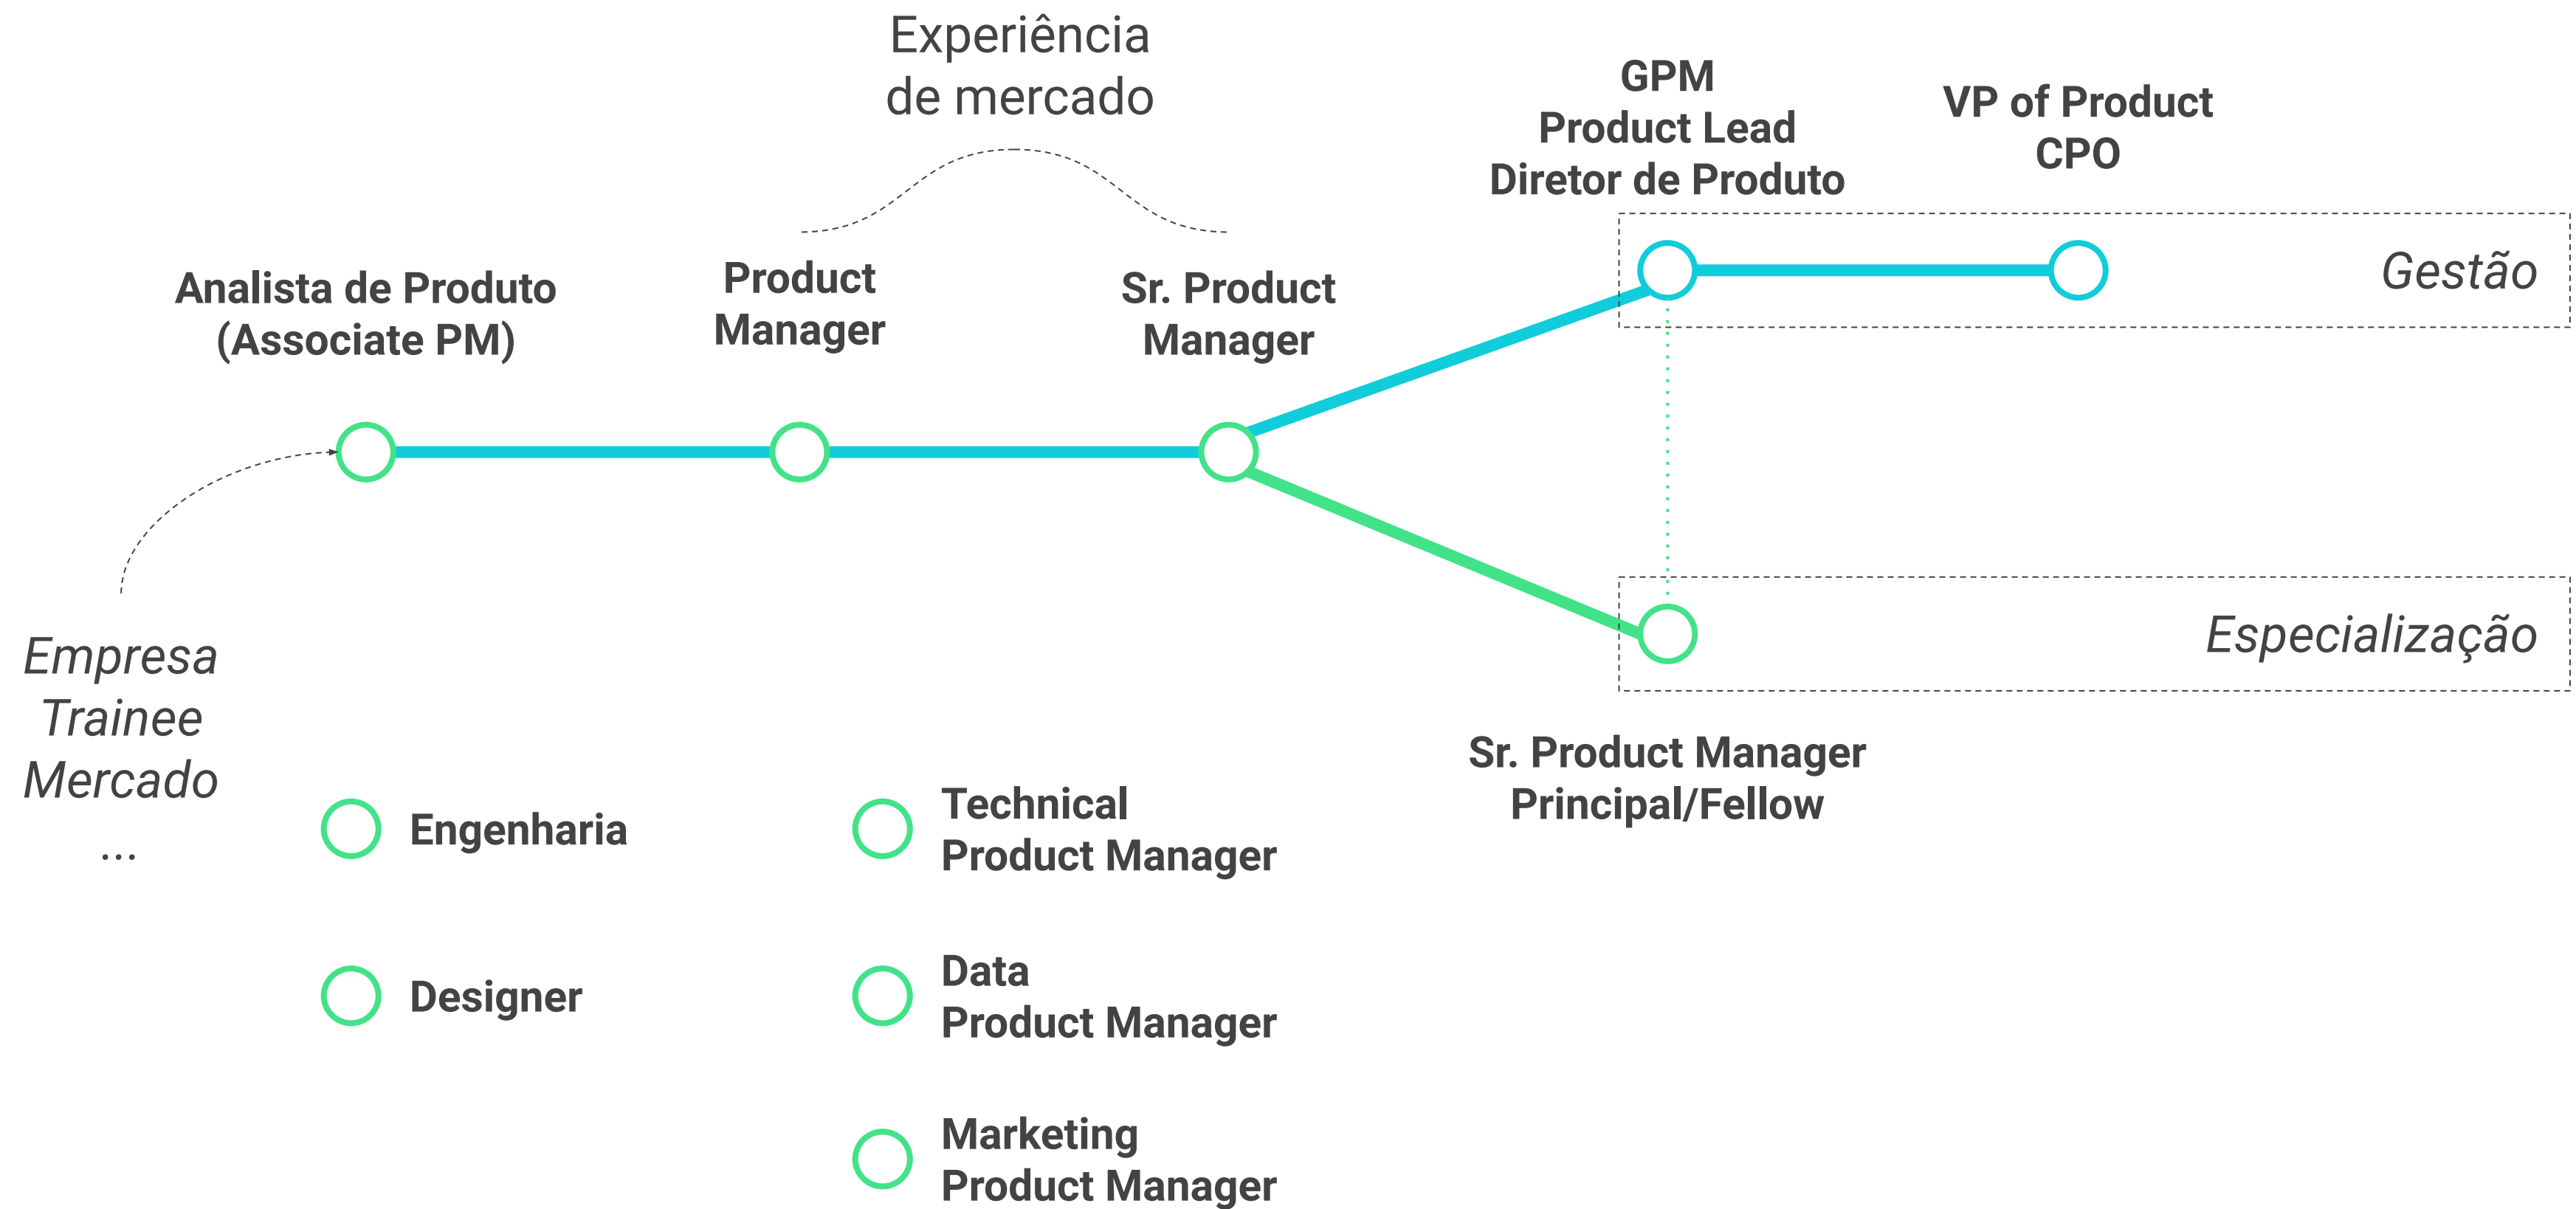 Experiência
de mercado
GPM
Product Lead
Diretor de Produto
VP of Product
CPO
Analista de Produto
(Associate PM)
Product
Manager
Sr. Product
Manager
Gestão
Especialização
Empresa
Trainee
Mercado
...
Sr. Product Manager
Principal/Fellow
Engenharia
Designer
Technical
Product Manager
Data
Product Manager
Marketing
Product Manager